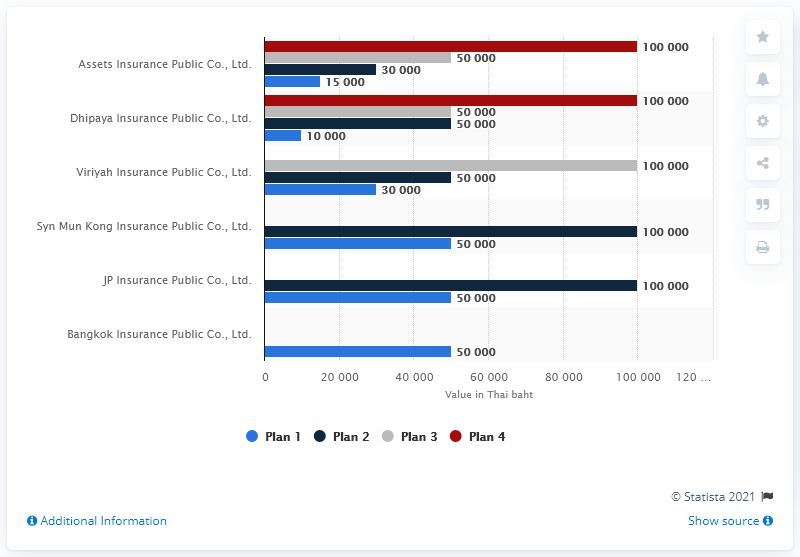 Assets Insurance Public Co., Ltd.
100 000
50 000
30 000
15 000
Dhipaya Insurance Public Co., Ltd.
100 000
50 000
50 000
10 000
Viriyah Insurance Public Co., Ltd.
100 000
50 000
30 000
Syn Mun Kong Insurance Public Co., Ltd.
100 000
50 000
JP Insurance Public Co., Ltd.
100 000
50 000
Bangkok Insurance Public Co., Ltd.
50 000
0 20 000 40 000 60 000 80 000 100 000 120 ...
Value in Thai baht
Plan 1 Plan 2 Plan 3 Plan 4
© Statista 2021
Additional Information Show source